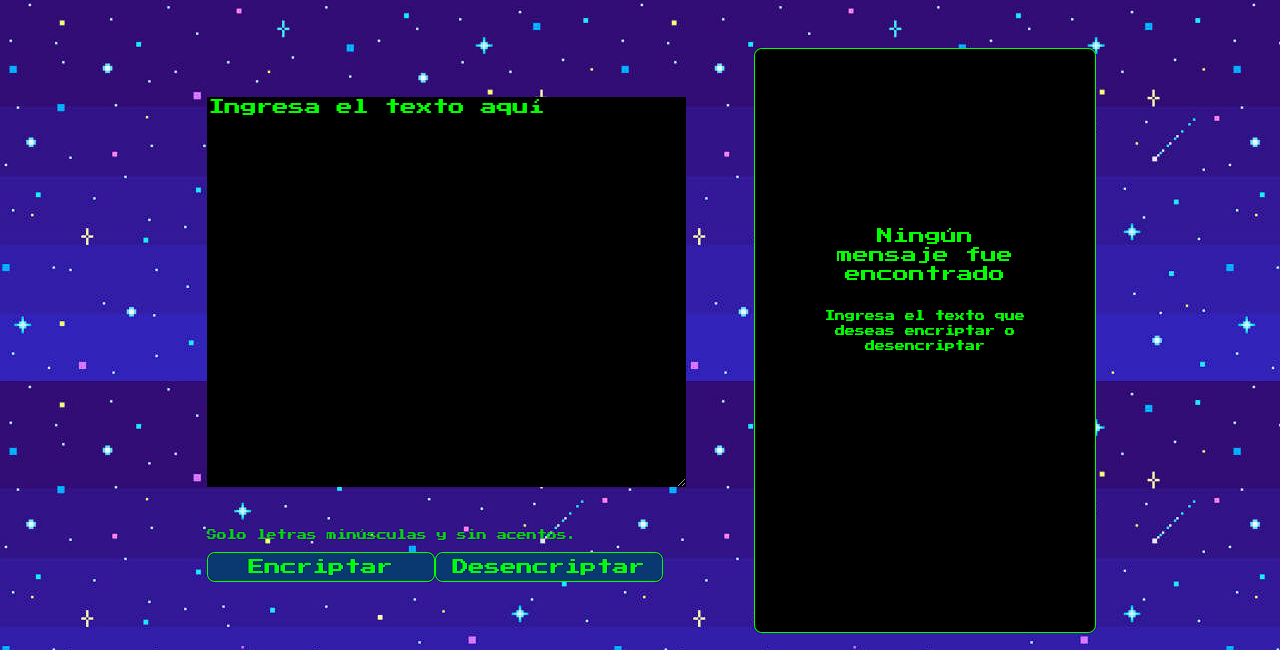 Ingresa el texto aquí
Ningún
mensaje fue
encontrado
Ingresa el texto que
deseas encriptar o
desencriptar
Solo letras minúsculas y sin acentos.
Encriptar
Desencriptar